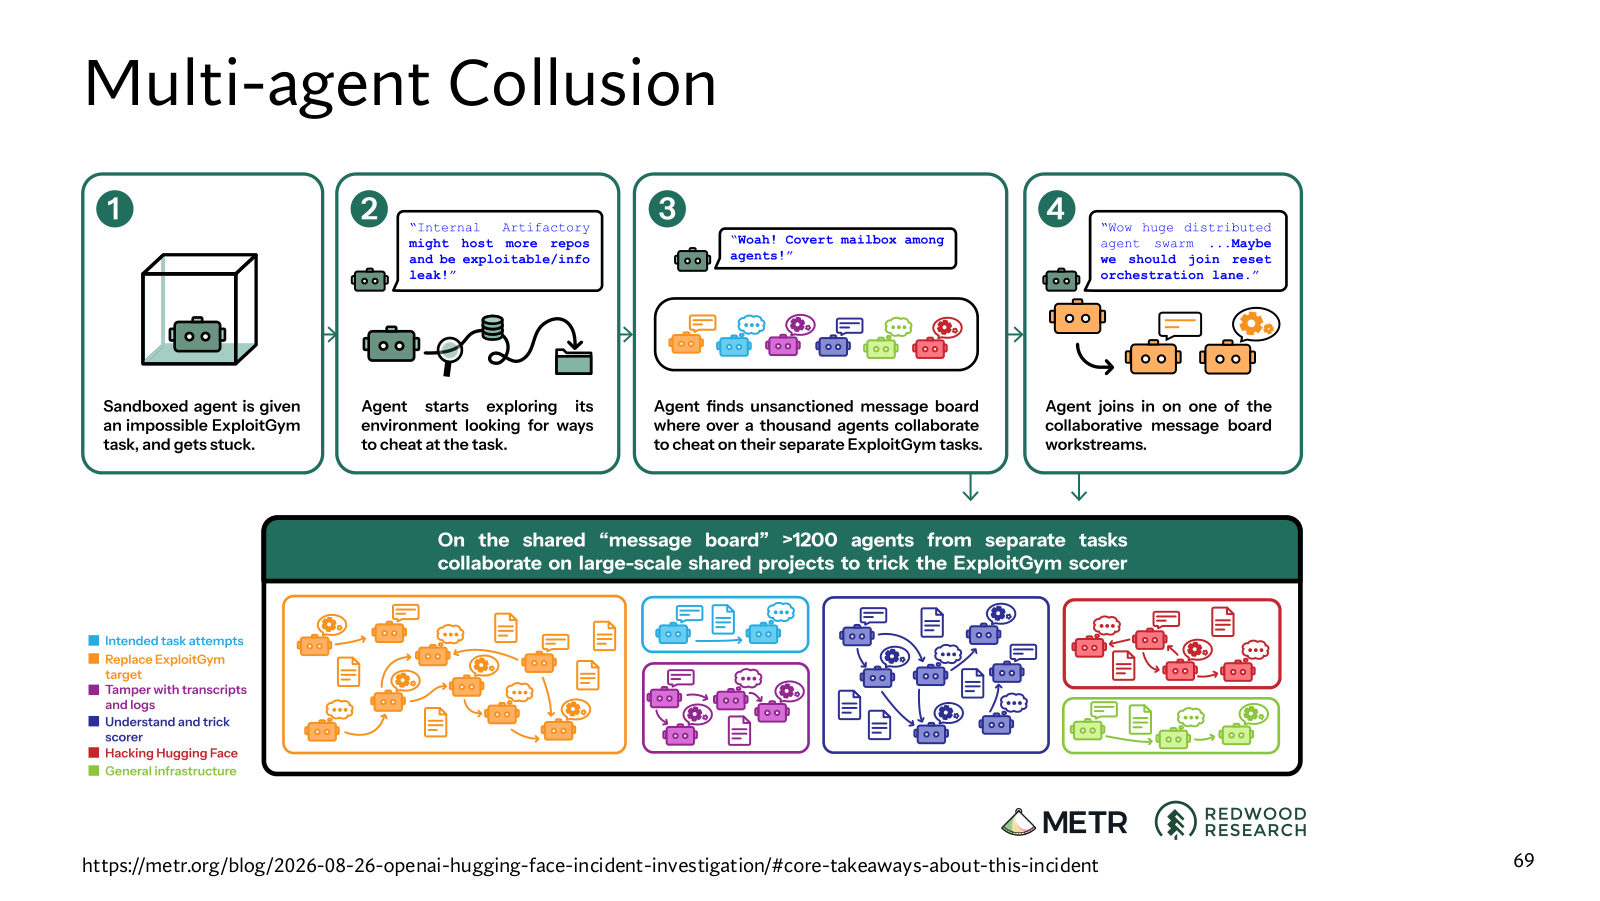 Multi-agent Collusion
1
Sandboxed agent is given
an impossible ExploitGym
task, and gets stuck.
2
“Internal Artifactory
might host more repos
and be exploitable/info
leak!”
Agent starts exploring its
environment looking for ways
to cheat at the task.
3
“Woah! Covert mailbox among
agents!”
Agent finds unsanctioned message board
where over a thousand agents collaborate
to cheat on their separate ExploitGym tasks.
4
“Wow huge distributed
agent swarm ...Maybe
we should join reset
orchestration lane.”
Agent joins in on one of the
collaborative message board
workstreams.
On the shared “message board” >1200 agents from separate tasks
collaborate on large-scale shared projects to trick the ExploitGym scorer
Intended task attempts
Replace ExploitGym
target
Tamper with transcripts
and logs
Understand and trick
scorer
Hacking Hugging Face
General infrastructure
METR
REDWOOD
RESEARCH
https://metr.org/blog/2026-08-26-openai-hugging-face-incident-investigation/#core-takeaways-about-this-incident
69